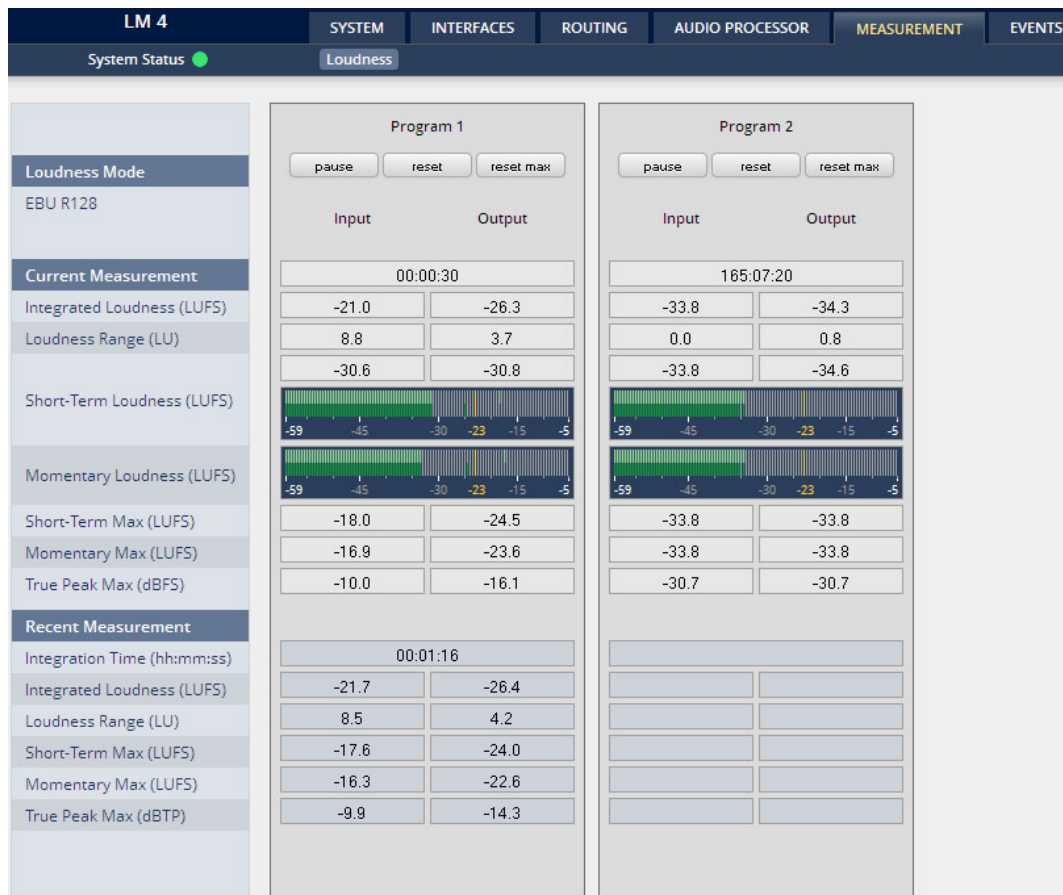 LM 4 SYSTEM INTERFACES ROUTING AUDIO PROCESSOR MEASUREMENT EVENTS
System Status Loudness
Program 1 Program 2
pause reset reset max pause reset reset max
Loudness Mode
EBU R128
Input Output Input Output
Current Measurement 00:00:30 165:07:20
Integrated Loudness (LUFS) -21.0 -26.3 -33.8 -34.3
Loudness Range (LU) 8.8 3.7 0.0 0.8
-30.6 -30.8 -33.8 -34.6
Short-Term Loudness (LUFS)
-59 -45 -30 -23 -15 -5 -59 -45 -30 -23 -15 -5
Momentary Loudness (LUFS)
-59 -45 -30 -23 -15 -5 -59 -45 -30 -23 -15 -5
Short-Term Max (LUFS) -18.0 -24.5 -33.8 -33.8
Momentary Max (LUFS) -16.9 -23.6 -33.8 -33.8
True Peak Max (dBFS) -10.0 -16.1 -30.7 -30.7
Recent Measurement
Integration Time (hh:mm:ss) 00:01:16
Integrated Loudness (LUFS) -21.7 -26.4
Loudness Range (LU) 8.5 4.2
Short-Term Max (LUFS) -17.6 -24.0
Momentary Max (LUFS) -16.3 -22.6
True Peak Max (dBTP) -9.9 -14.3